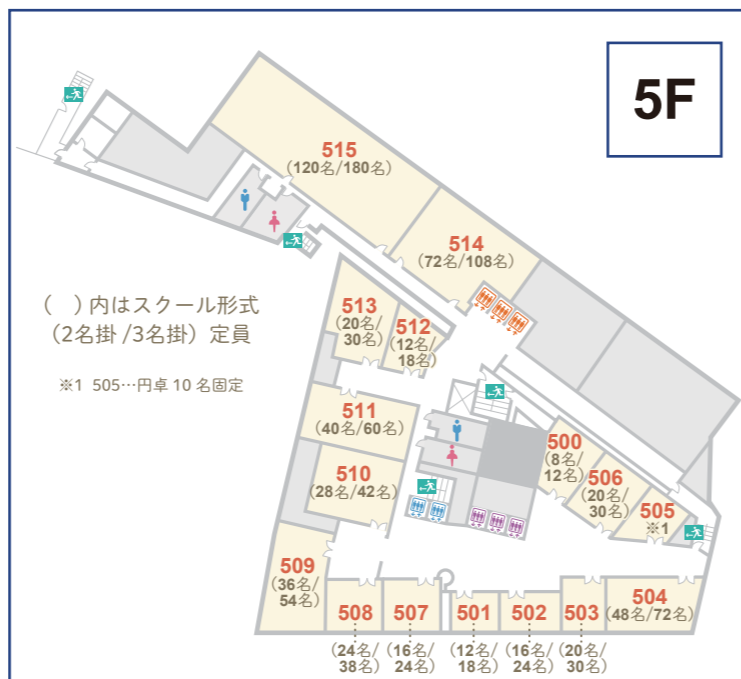 5F
515
(120名/180名)
514
(72名/108名)
( )内はスクール形式
(2名掛/3名掛)定員
※1 505…円卓10名固定
513
(20名/
30名)
512
(12名/
18名)
511
(40名/60名)
510
(28名/42名)
500
(8名/
12名)
506
(20名/
30名)
505
※1
509
(36名/
54名)
508
(24名/
38名)
507
(16名/
24名)
501
(12名/
18名)
502
(16名/
24名)
503
(20名/
30名)
504
(48名/72名)